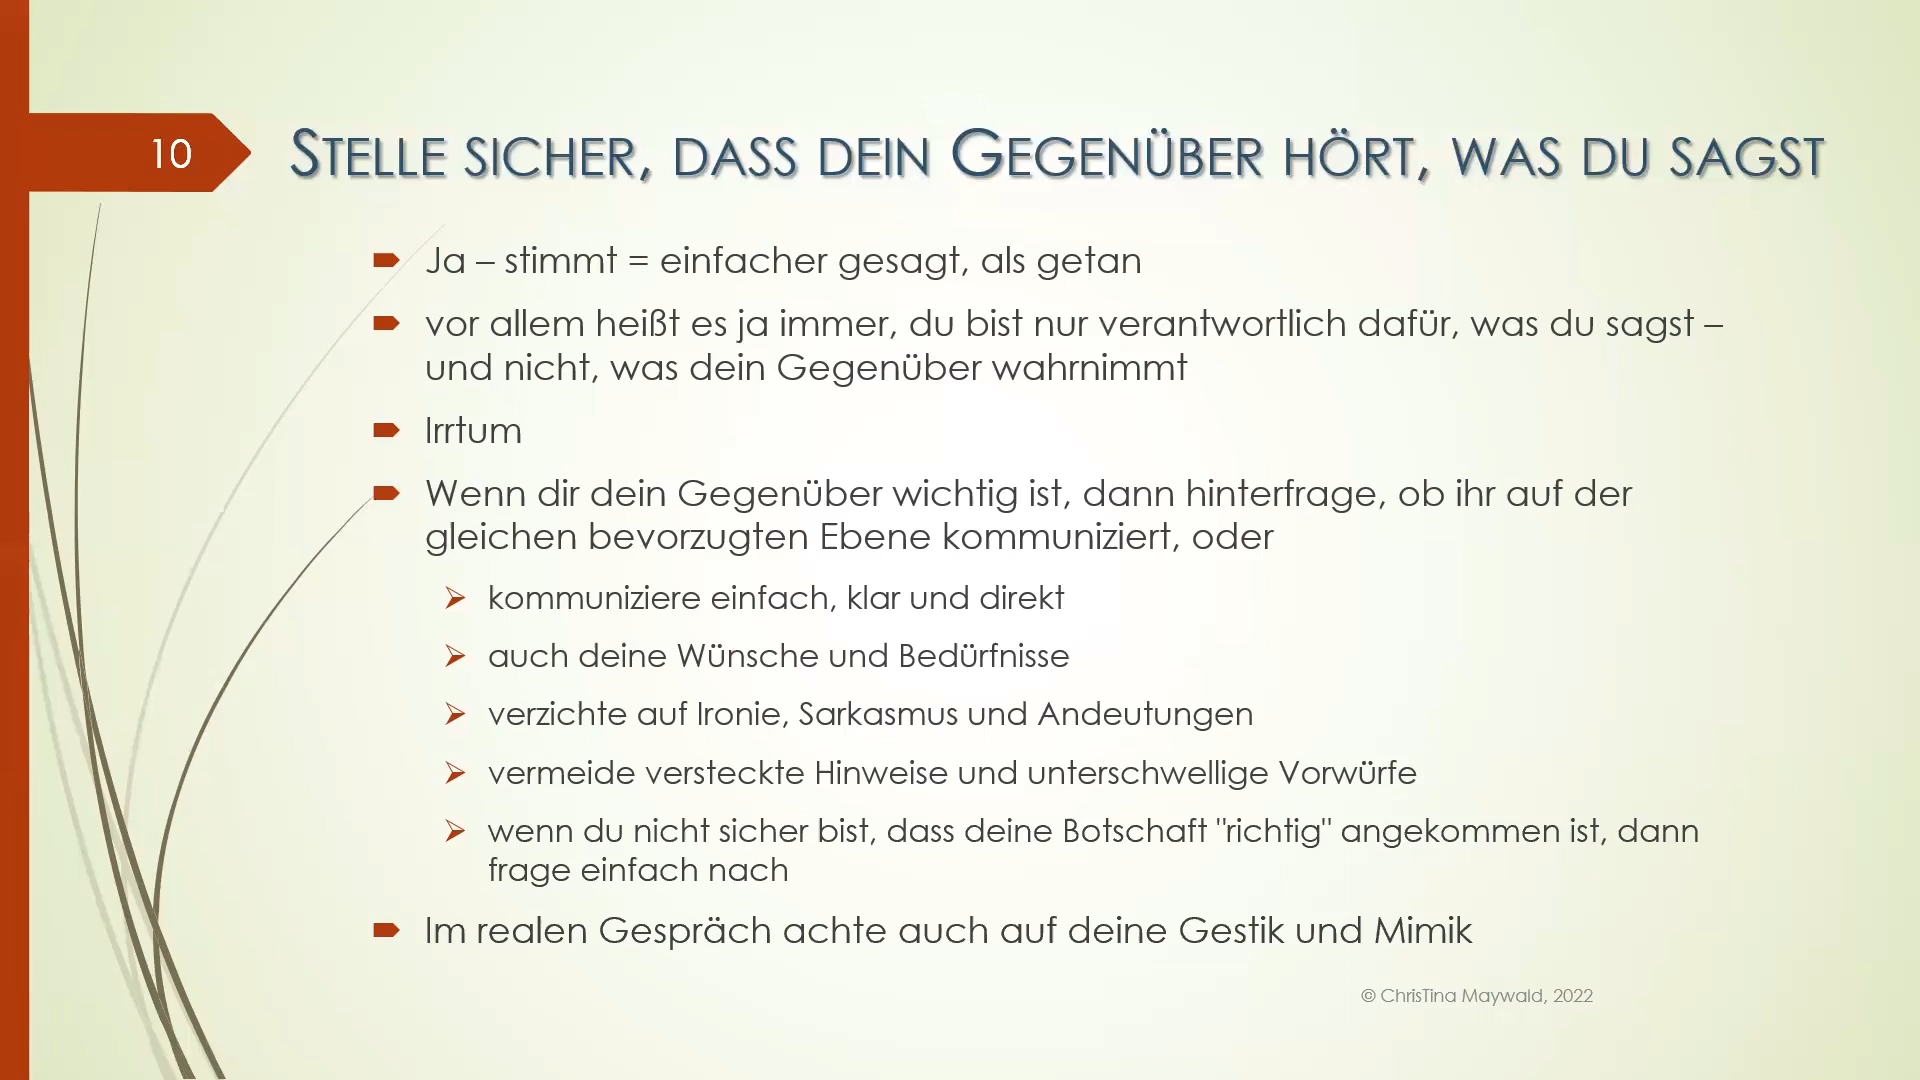 10
Stelle sicher, dass dein Gegenüber hört, was du sagst
Ja – stimmt = einfacher gesagt, als getan
vor allem heißt es ja immer, du bist nur verantwortlich dafür, was du sagst –
und nicht, was dein Gegenüber wahrnimmt
Irrtum
Wenn dir dein Gegenüber wichtig ist, dann hinterfrage, ob ihr auf der
gleichen bevorzugten Ebene kommuniziert, oder
kommuniziere einfach, klar und direkt
auch deine Wünsche und Bedürfnisse
verzichte auf Ironie, Sarkasmus und Andeutungen
vermeide versteckte Hinweise und unterschwellige Vorwürfe
wenn du nicht sicher bist, dass deine Botschaft "richtig" angekommen ist, dann
frage einfach nach
Im realen Gespräch achte auch auf deine Gestik und Mimik
© ChrisTina Maywald, 2022